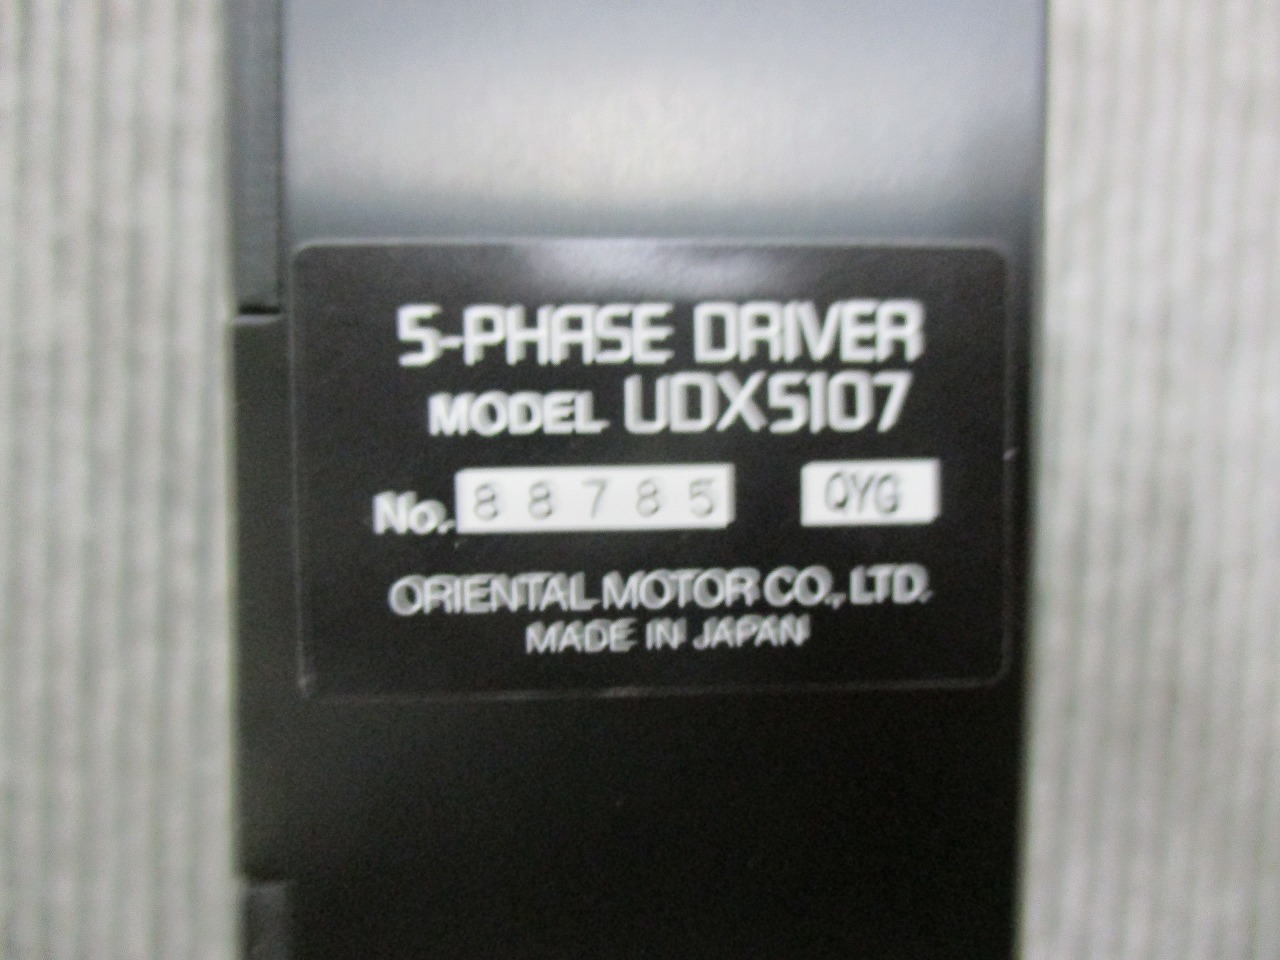 5-PHASE DRIVER
MODEL UDX5107
No. 88785 QYG
ORIENTAL MOTOR CO., LTD.
MADE IN JAPAN